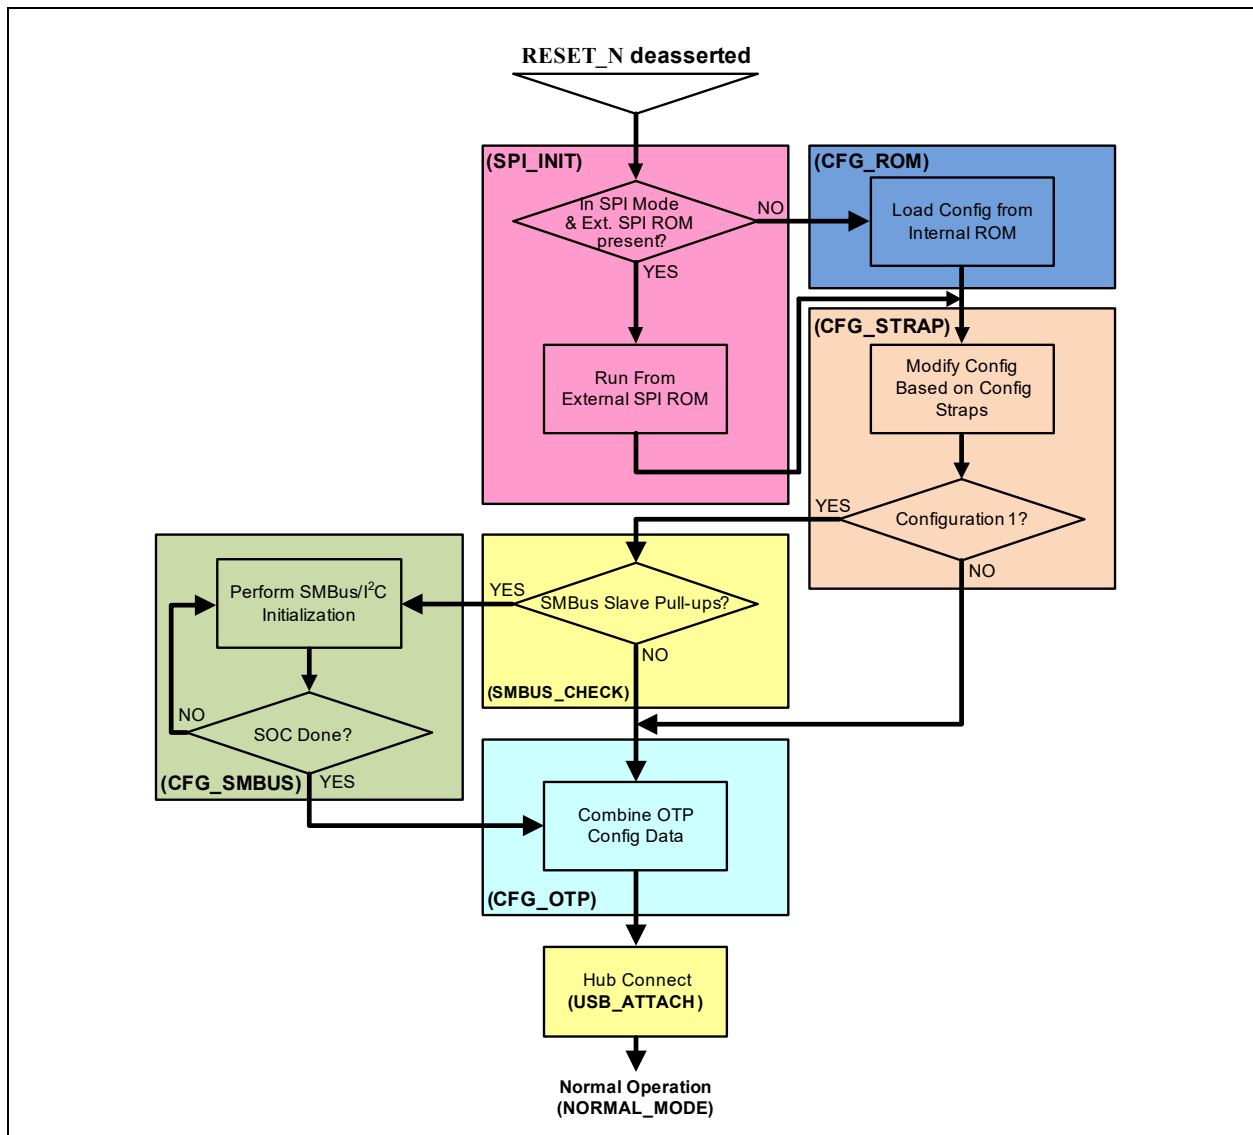 RESET_N deasserted
(SPI_INIT)
In SPI Mode
& Ext. SPI ROM
present?
NO
YES
Run From
External SPI ROM
(CFG_ROM)
Load Config from
Internal ROM
(CFG_STRAP)
Modify Config
Based on Config
Straps
Configuration 1?
YES
NO
SMBus Slave Pull-ups?
YES
NO
(SMBUS_CHECK)
Perform SMBus/I²C
Initialization
SOC Done?
NO
YES
(CFG_SMBUS)
Combine OTP
Config Data
(CFG_OTP)
Hub Connect
(USB_ATTACH)
Normal Operation
(NORMAL_MODE)